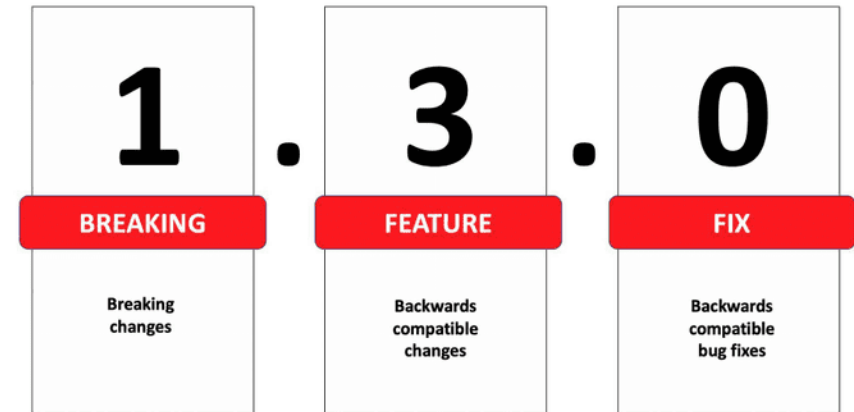 1 . 3 . 0
BREAKING
FEATURE
FIX
Breaking
changes
Backwards
compatible
changes
Backwards
compatible
bug fixes